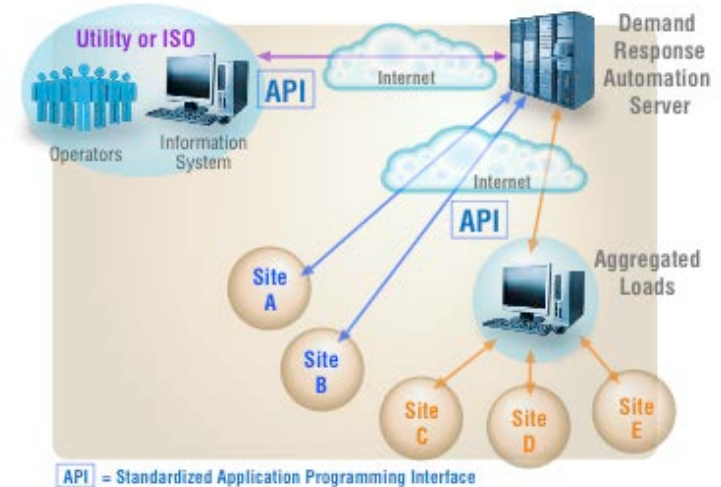 Utility or ISO
Operators
Information
System
API
Internet
Demand
Response
Automation
Server
Internet
API
Site
A
Site
B
Aggregated
Loads
Site
C
Site
D
Site
E
API = Standardized Application Programming Interface